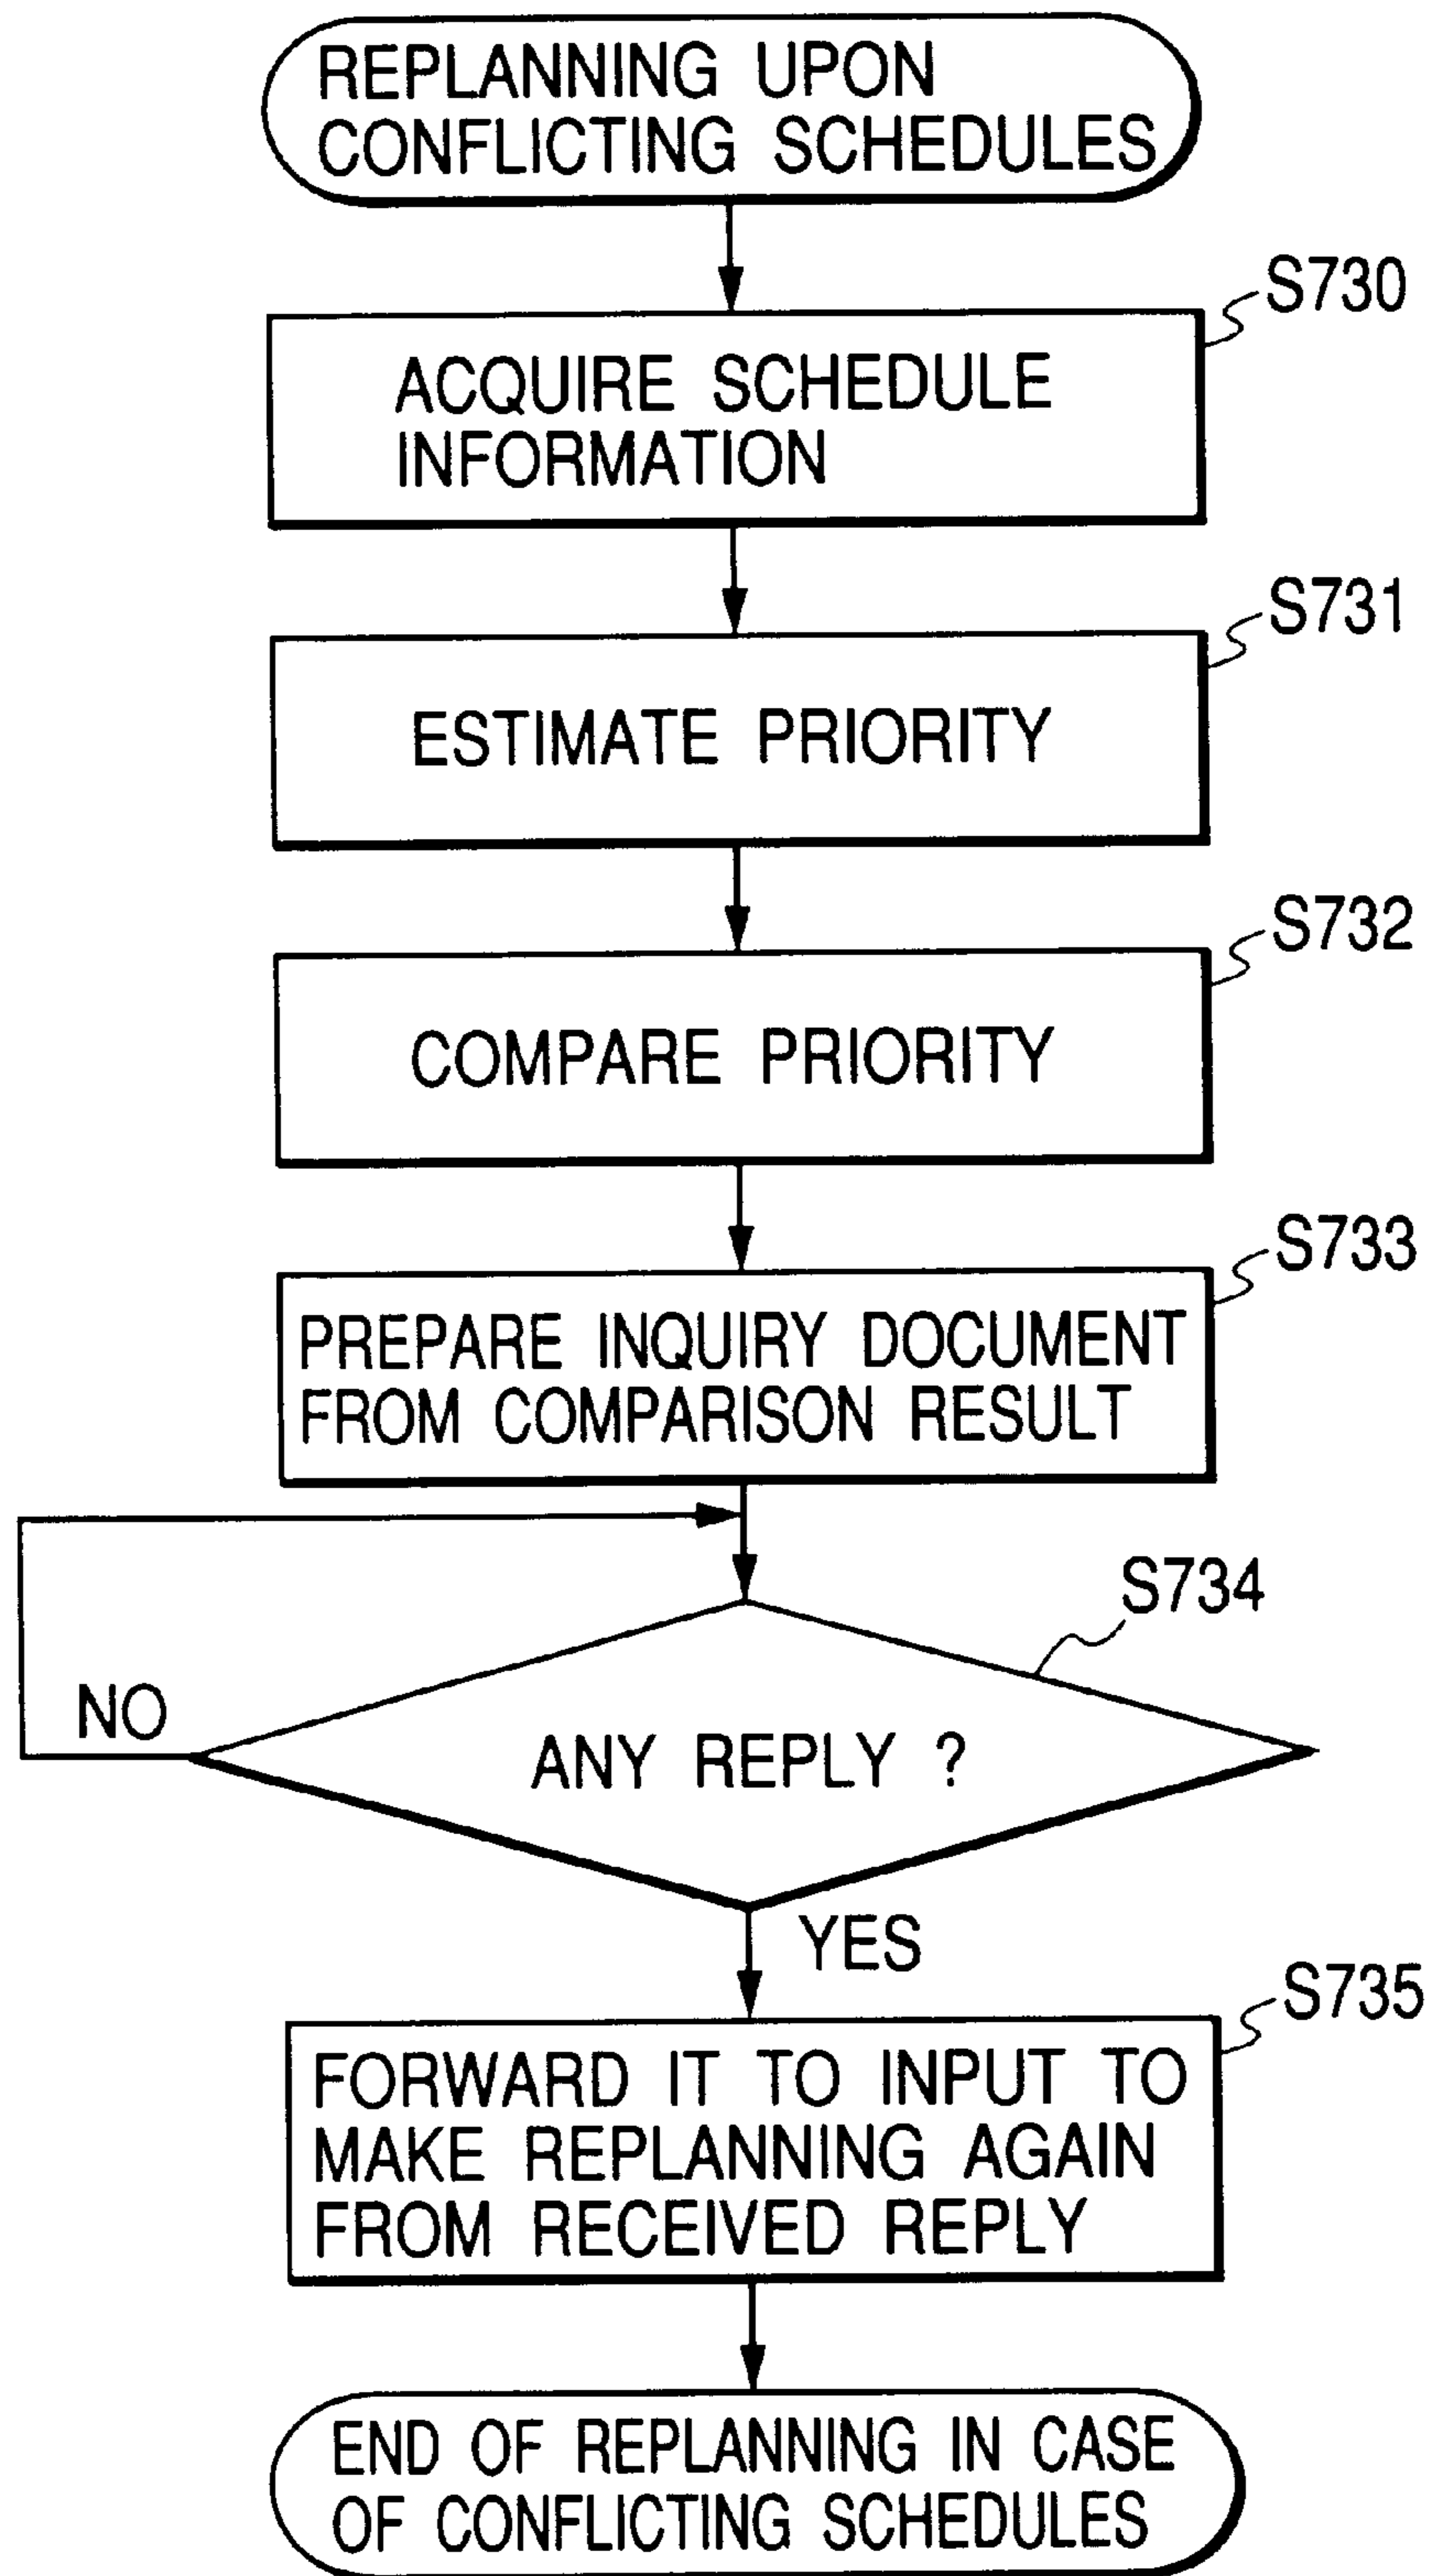 REPLANNING UPON
CONFLICTING SCHEDULES
S730
ACQUIRE SCHEDULE
INFORMATION
S731
ESTIMATE PRIORITY
S732
COMPARE PRIORITY
S733
PREPARE INQUIRY DOCUMENT
FROM COMPARISON RESULT
S734
NO
ANY REPLY ?
YES
S735
FORWARD IT TO INPUT TO
MAKE REPLANNING AGAIN
FROM RECEIVED REPLY
END OF REPLANNING IN CASE
OF CONFLICTING SCHEDULES